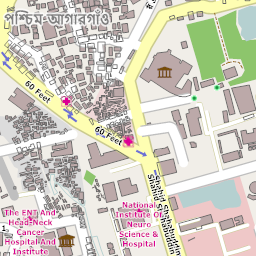 পশ্চিম-আগারগাঁও
60 Feet
60 Feet
National
Institute Of
Neuro
Science &
Hospital
The ENT And
Head-Neck
Cancer
Hospital And
Institute
Shahid Shahabuddin